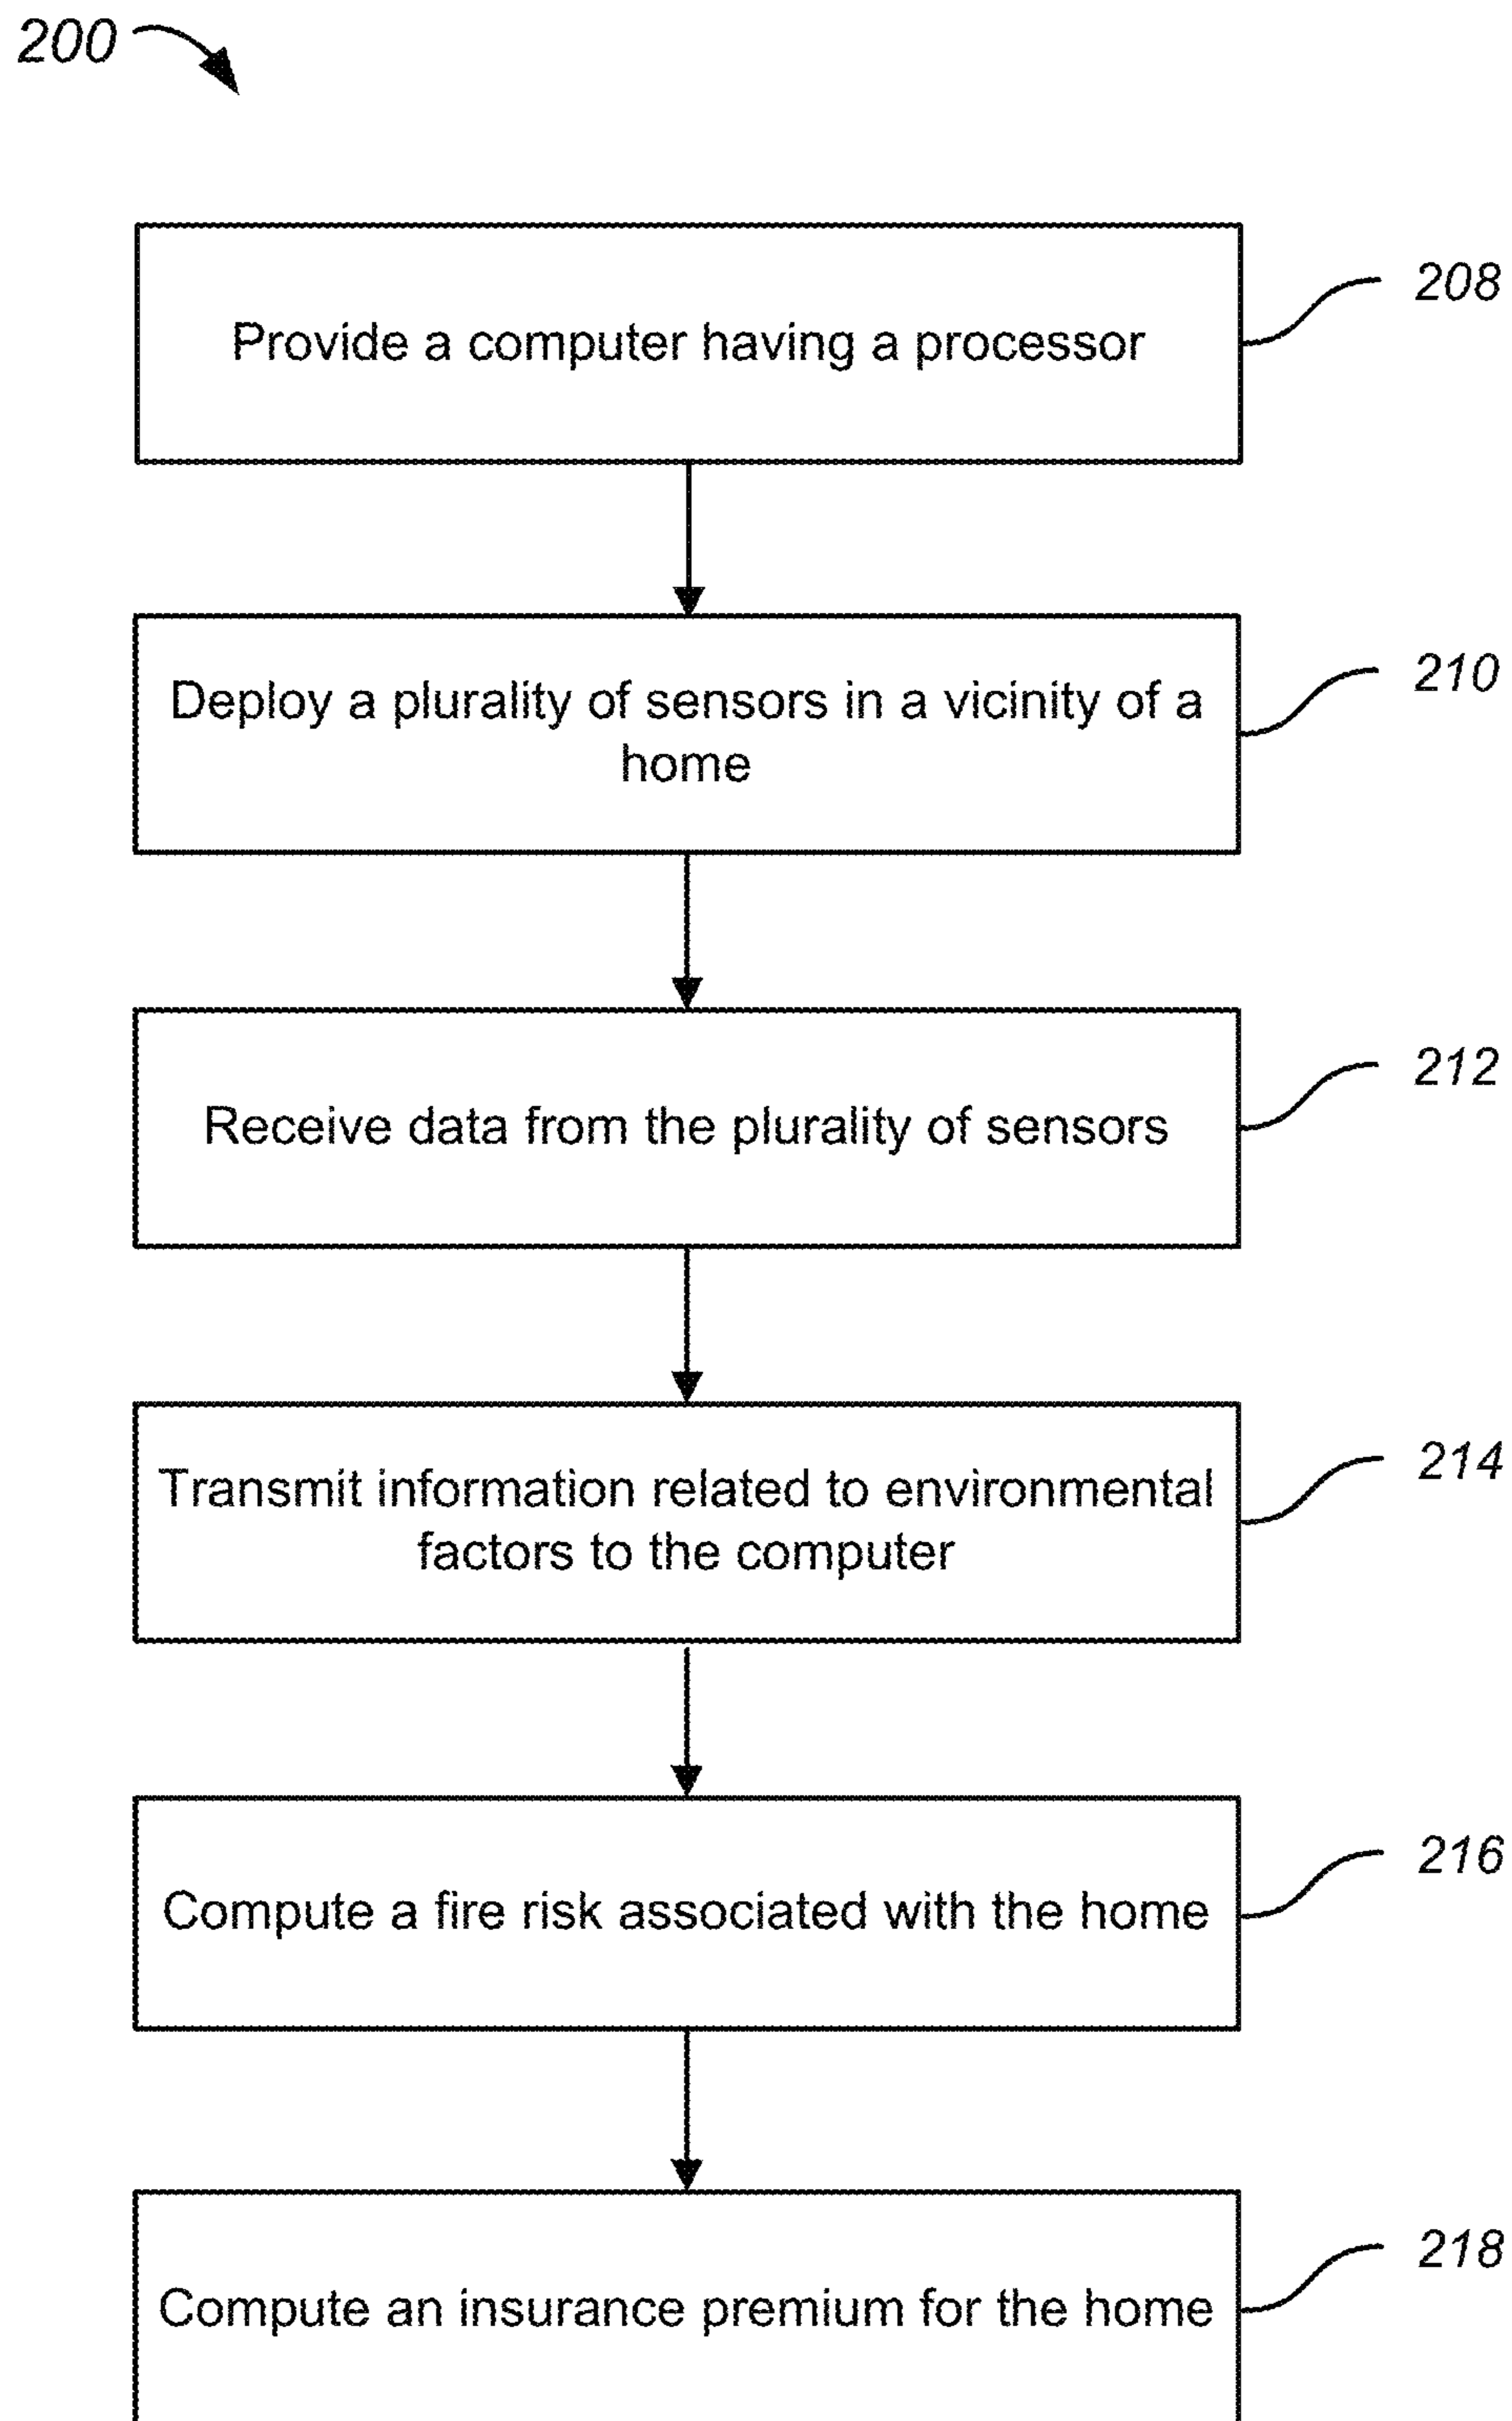 200
Provide a computer having a processor
208
Deploy a plurality of sensors in a vicinity of a
home
210
Receive data from the plurality of sensors
212
Transmit information related to environmental
factors to the computer
214
Compute a fire risk associated with the home
216
Compute an insurance premium for the home
218